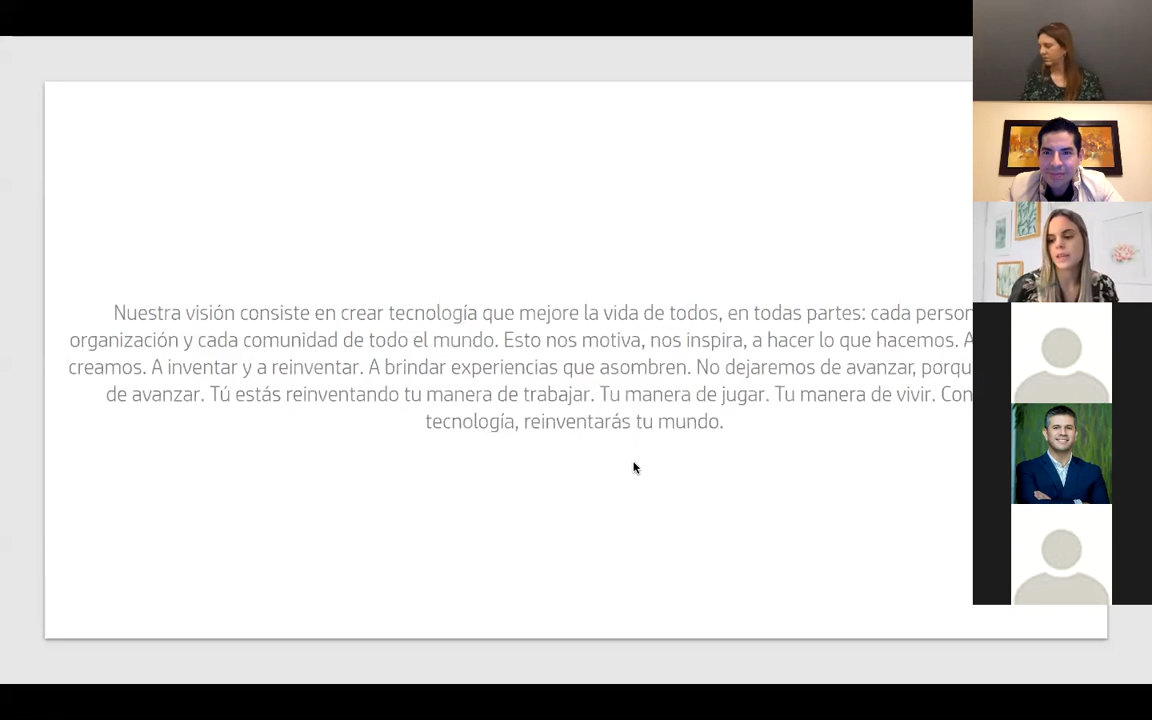 Nuestra visión consiste en crear tecnología que mejore la vida de todos, en todas partes: cada
organización y cada comunidad de todo el mundo. Esto nos motiva, nos inspira, a hacer lo que hacemos.
creamos. A inventar y a reinventar. A brindar experiencias que asombren. No dejaremos de avanzar,
de avanzar. Tú estás reinventando tu manera de trabajar. Tu manera de jugar. Tu manera de vivir. Con
tecnología, reinventarás tu mundo.